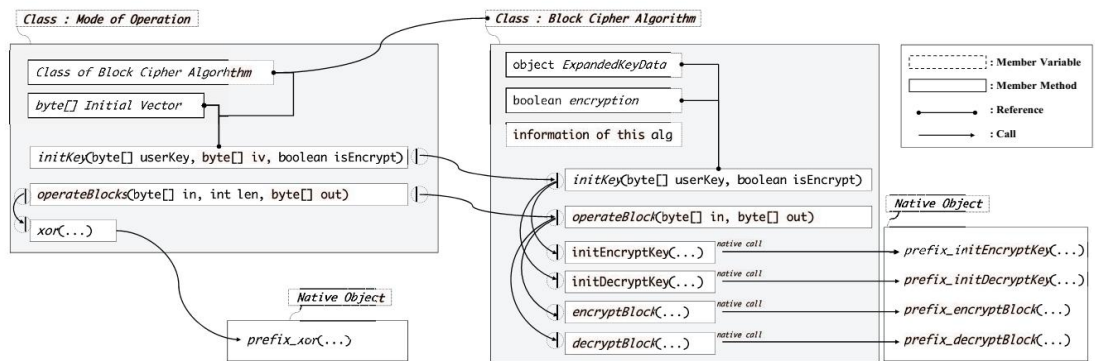 Class : Mode of Operation
Class of Block Cipher Algorhthm
byte[] Initial Vector
initKey(byte[] userKey, byte[] iv, boolean isEncrypt)
operateBlocks(byte[] in, int len, byte[] out)
xor(...)
Native Object
prefix_xor(...)
Class : Block Cipher Algorithm
object ExpandedKeyData
boolean encryption
information of this alg
initKey(byte[] userKey, boolean isEncrypt)
operateBlock(byte[] in, byte[] out)
initEncryptKey(...)
native call
initDecryptKey(...)
native call
encryptBlock(...)
native call
decryptBlock(...)
native call
: Member Variable
: Member Method
: Reference
: Call
Native Object
prefix_initEncryptKey(...)
prefix_initDecryptKey(...)
prefix_encryptBlock(...)
prefix_decryptBlock(...)